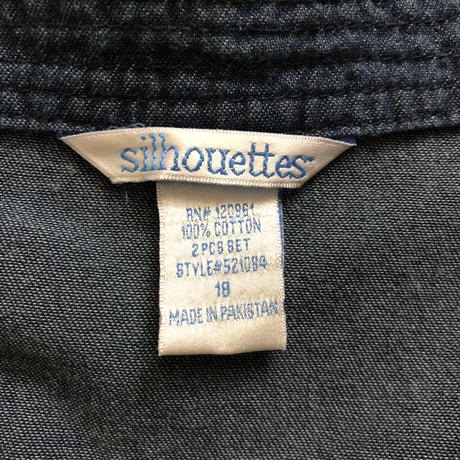 silhouettes
RN# 120961
100% COTTON
2 PCS SET
STYLE#521094
18
MADE IN PAKISTAN